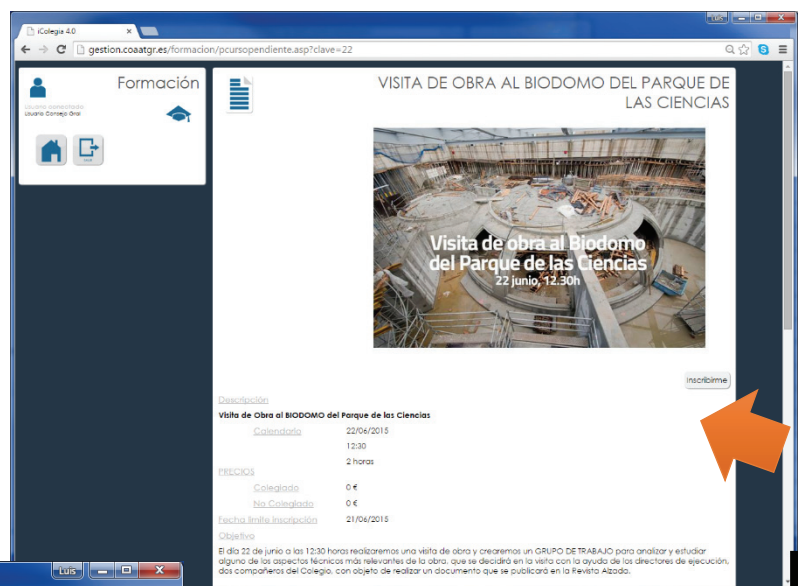 Luis
iColegia 4.0
gestion.coaatgr.es/formacion/pcursopendiente.asp?clave=22
Formación
Usuario conectado
Usuario Consejo Gral
VISITA DE OBRA AL BIODOMO DEL PARQUE DE
LAS CIENCIAS
Visita de obra al Biodomo
del Parque de las Ciencias
22 junio, 12.30h
Inscribirme
Descripción
Visita de Obra al BIODOMO del Parque de las Ciencias
Calendario 22/06/2015
12:30
2 horas
PRECIOS
Colegiado 0 €
No Colegiado 0 €
Fecha limite inscripción 21/06/2015
Objetivo
El día 22 de junio a las 12:30 horas realizaremos una visita de obra y crearemos un GRUPO DE TRABAJO para analizar y estudiar
alguno de los aspectos técnicos más relevantes de la obra, que se decidirá en la visita con la ayuda de los directores de ejecución,
dos compañeros del Colegio, con objeto de realizar un documento que se publicará en la Revista Alzada.
Luis